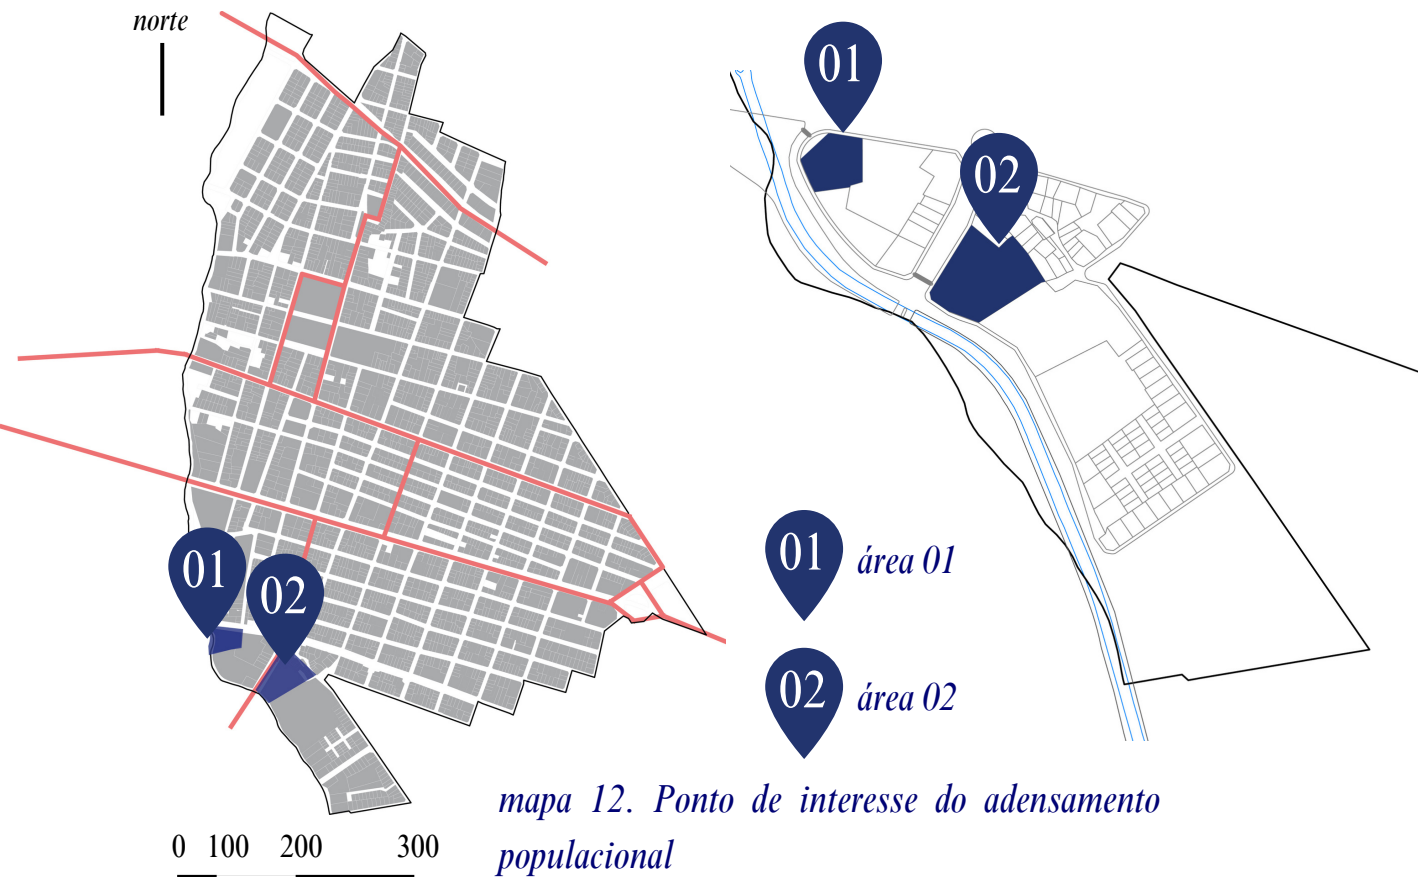 norte
01
02
01
02
01 área 01
02 área 02
mapa 12. Ponto de interesse do adensamento
populacional
0 100 200 300